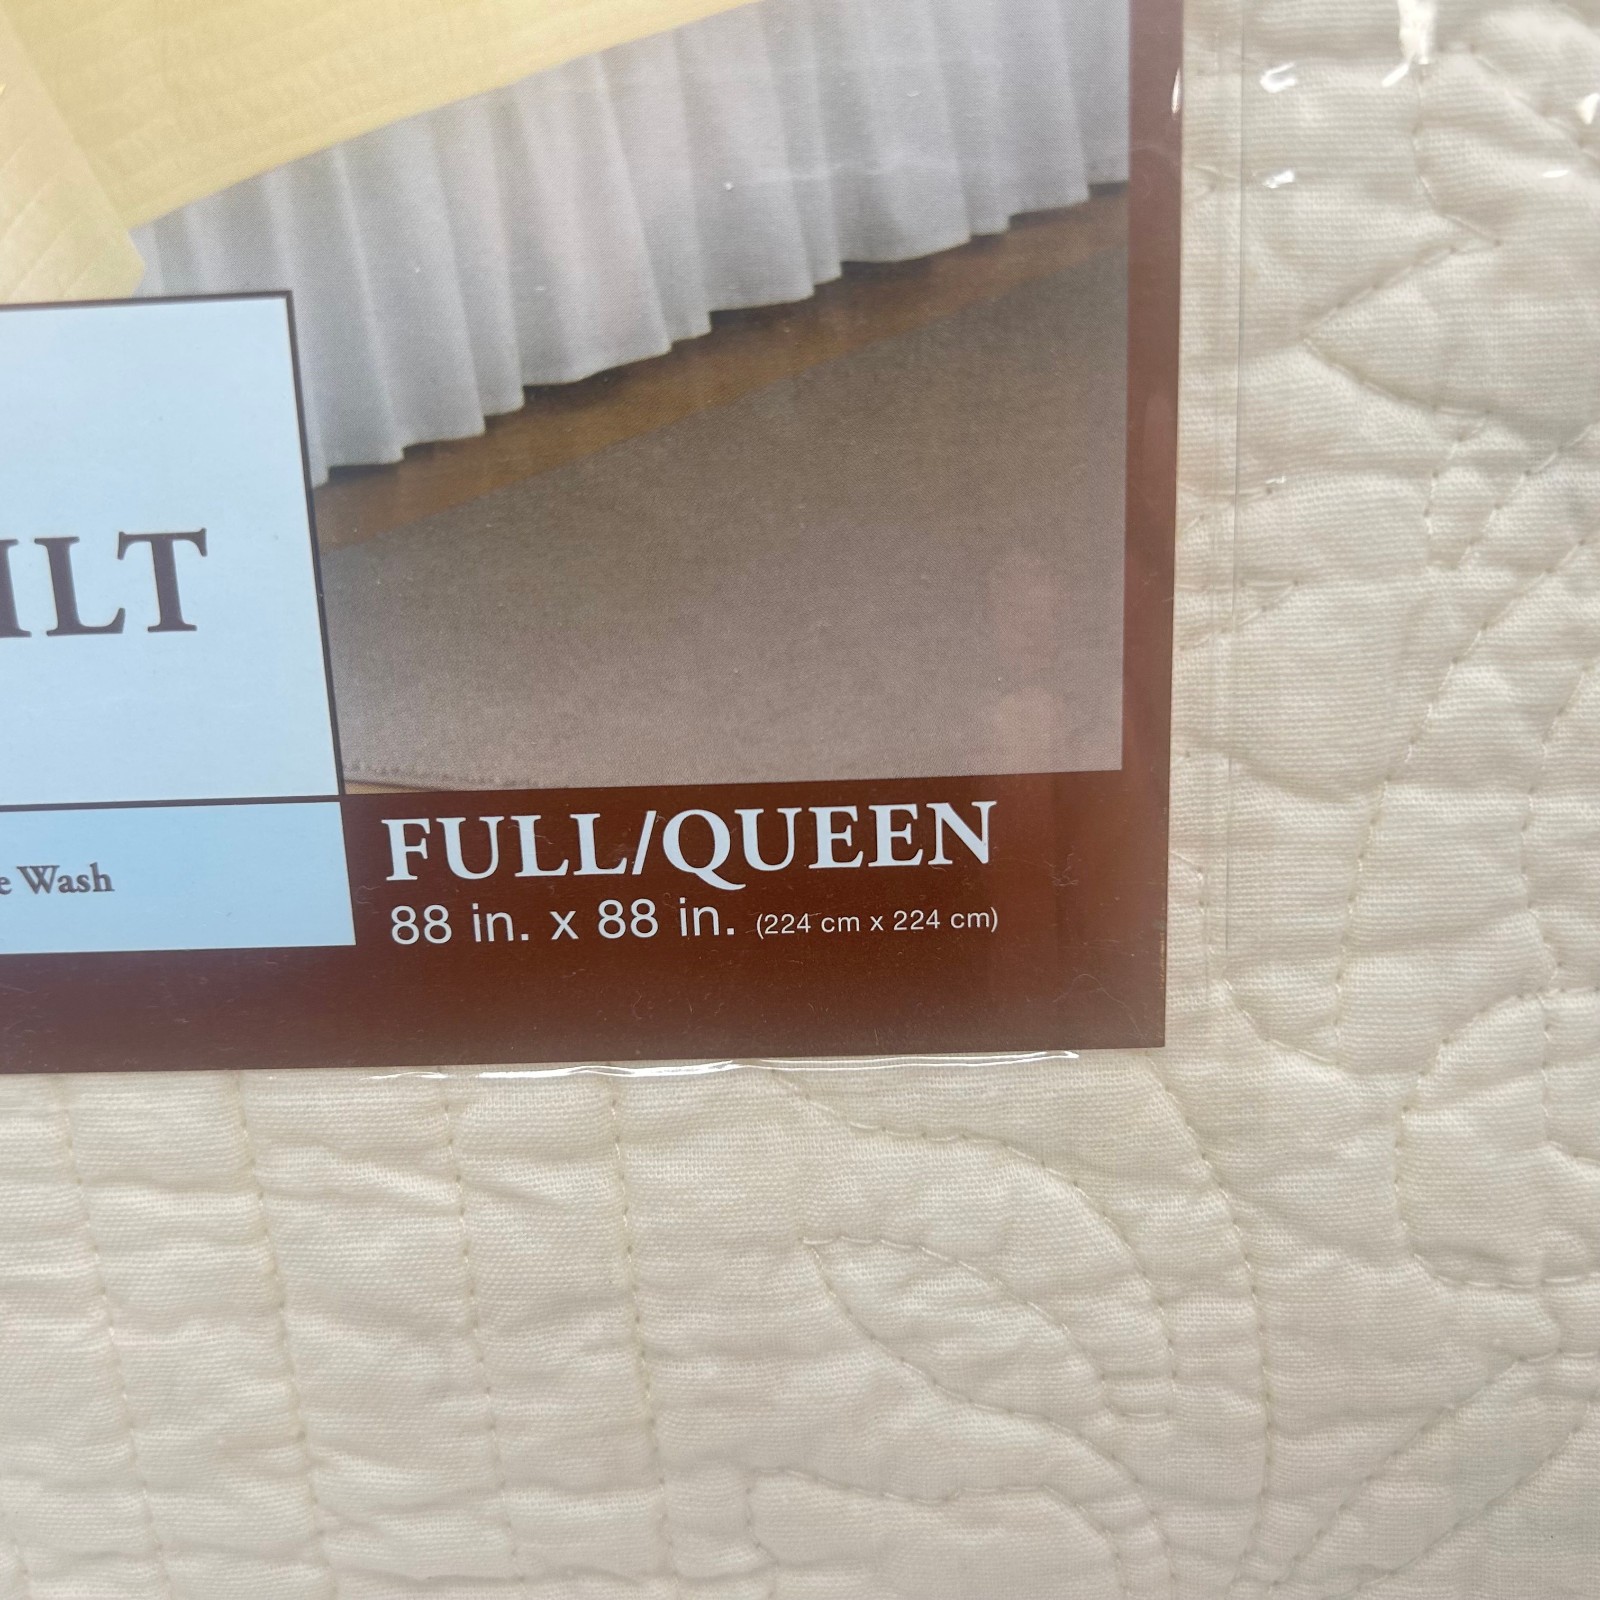 ILT
e Wash
FULL/QUEEN
88 in. x 88 in. (224 cm x 224 cm)